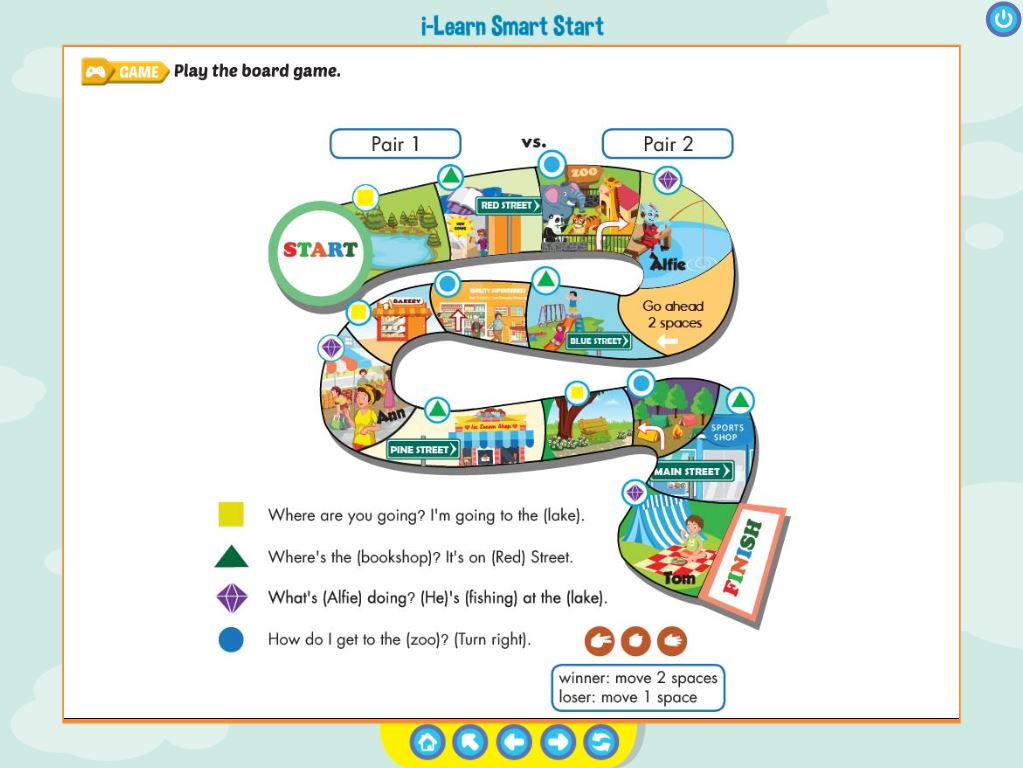 i-Learn Smart Start
GAME Play the board game.
Pair 1 vs. Pair 2
START
RED STREET
ZOO
Alfie
Go ahead
2 spaces
BLUE STREET
BAKERY
Ann
PINE STREET
Ice Cream Shop
SPORTS
SHOP
MAIN STREET
Tom
FINISH
Where are you going? I'm going to the (lake).
Where's the (bookshop)? It's on (Red) Street.
What's (Alfie) doing? (He)'s (fishing) at the (lake).
How do I get to the (zoo)? (Turn right).
winner: move 2 spaces
loser: move 1 space